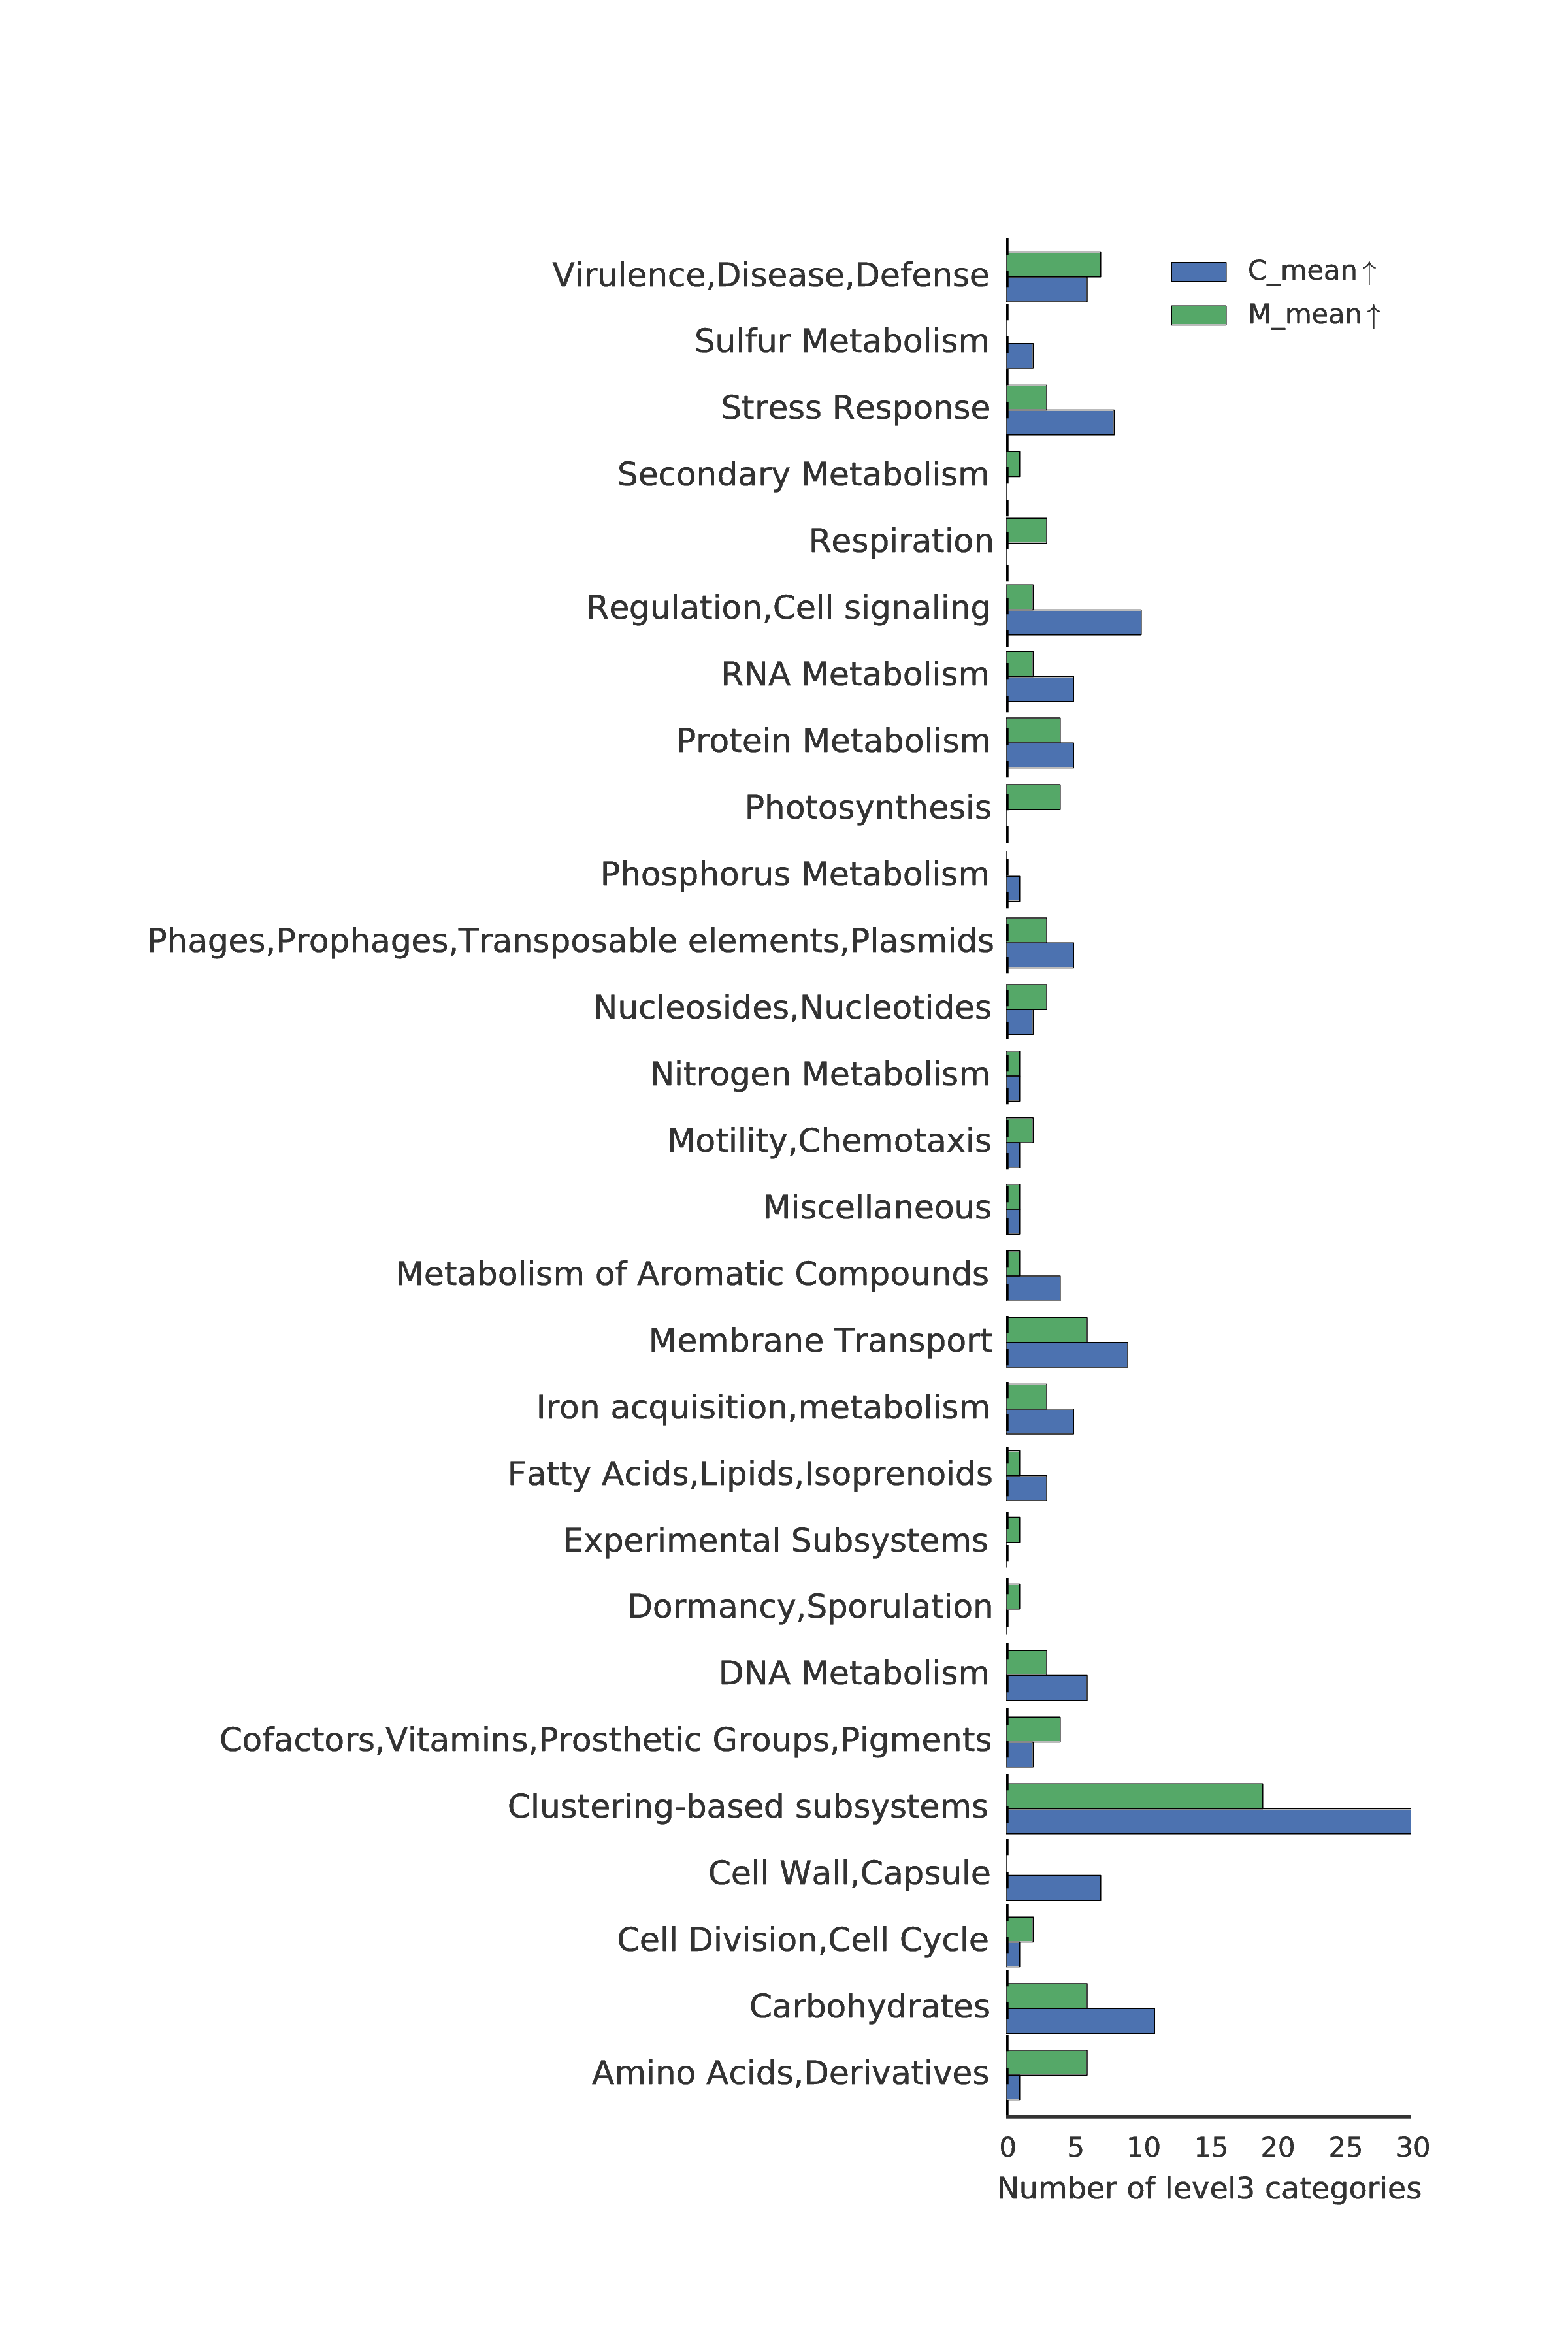 Virulence,Disease,Defense
C_mean↑
M_mean↑
Sulfur Metabolism
Stress Response
Secondary Metabolism
Respiration
Regulation,Cell signaling
RNA Metabolism
Protein Metabolism
Photosynthesis
Phosphorus Metabolism
Phages,Prophages,Transposable elements,Plasmids
Nucleosides,Nucleotides
Nitrogen Metabolism
Motility,Chemotaxis
Miscellaneous
Metabolism of Aromatic Compounds
Membrane Transport
Iron acquisition,metabolism
Fatty Acids,Lipids,Isoprenoids
Experimental Subsystems
Dormancy,Sporulation
DNA Metabolism
Cofactors,Vitamins,Prosthetic Groups,Pigments
Clustering-based subsystems
Cell Wall,Capsule
Cell Division,Cell Cycle
Carbohydrates
Amino Acids,Derivatives
0 5 10 15 20 25 30
Number of level3 categories